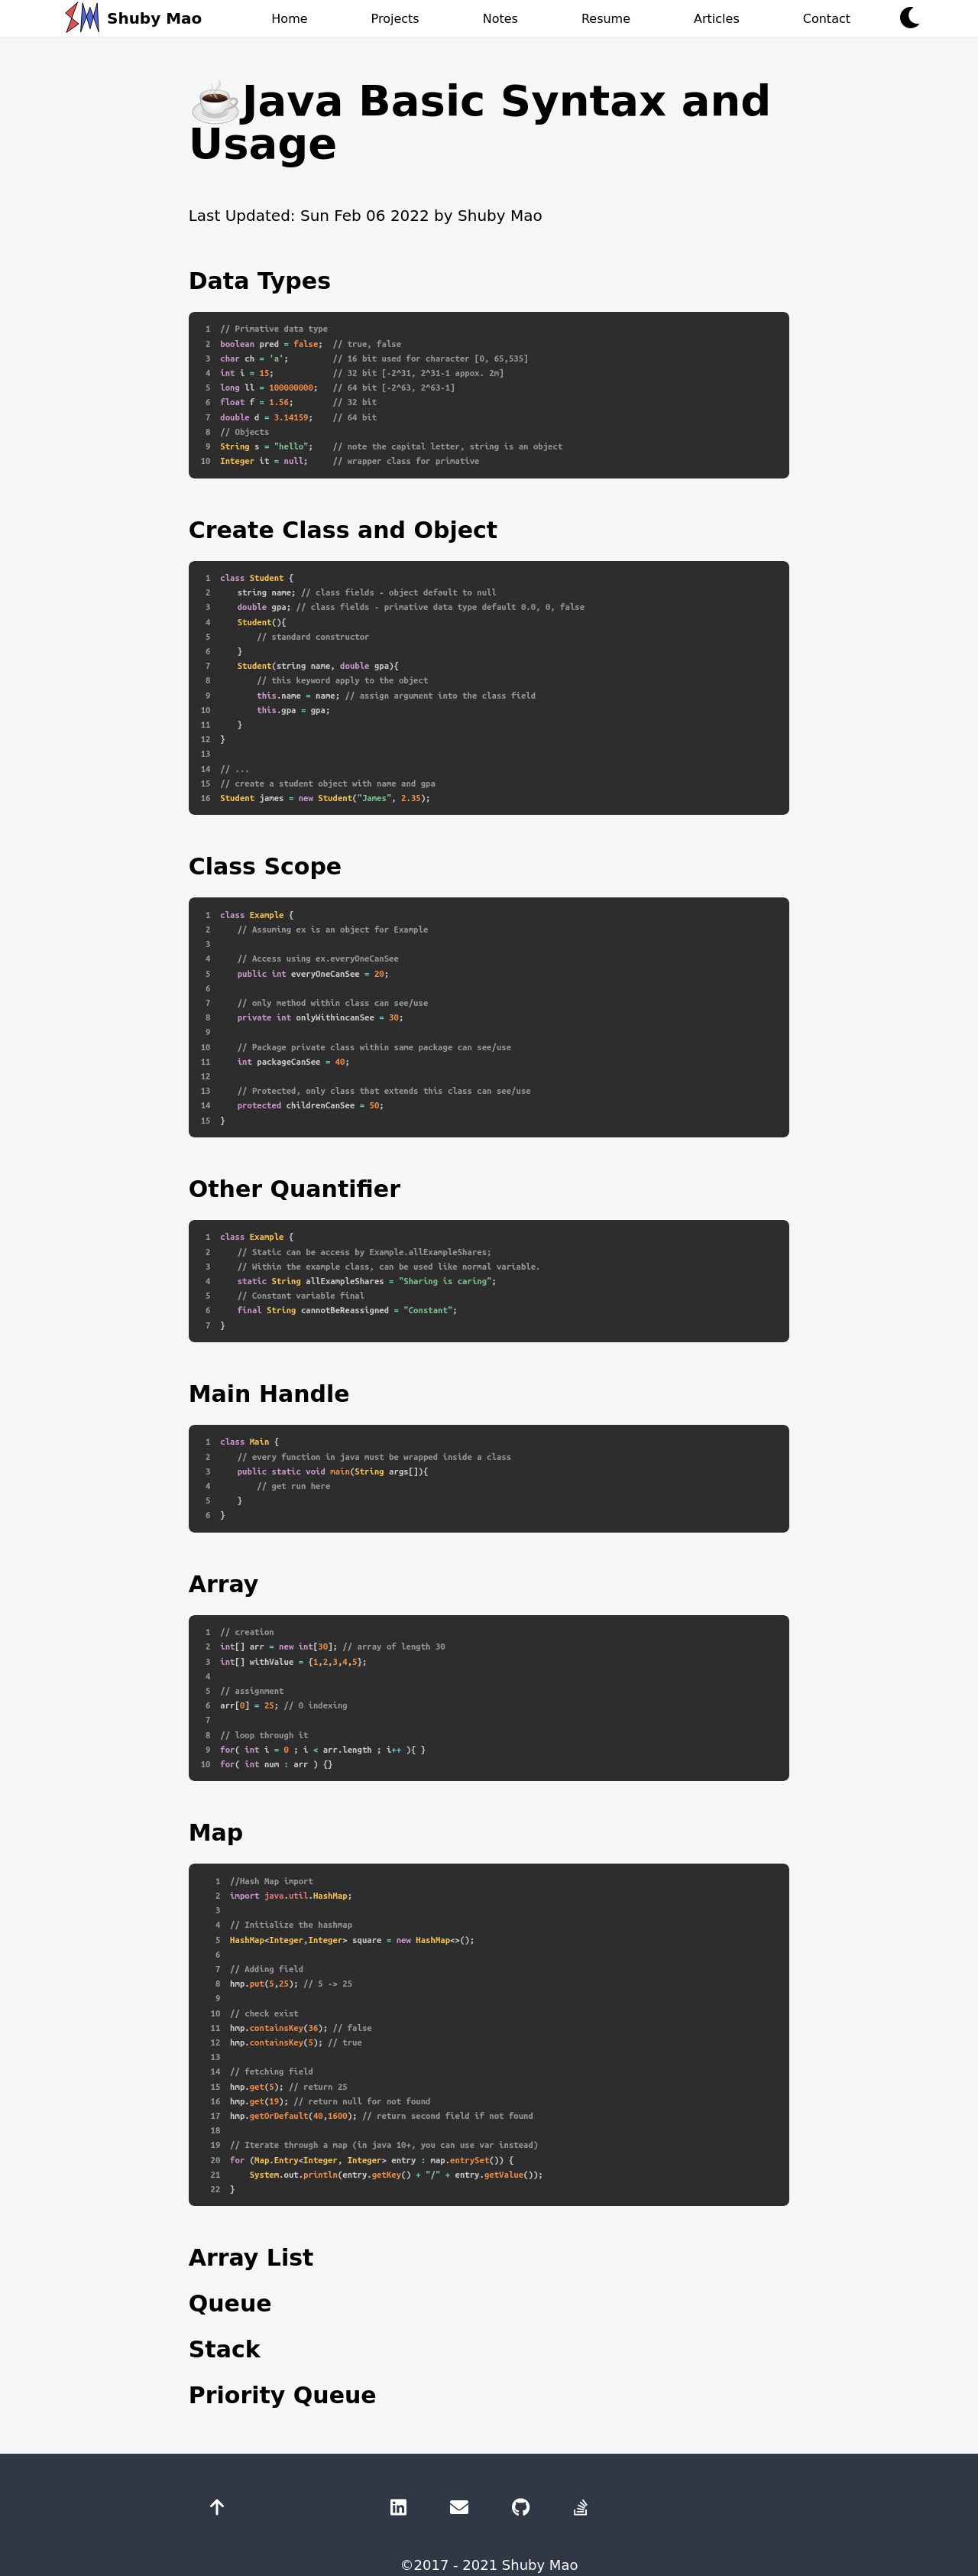 Shuby Mao Home Projects Notes Resume Articles Contact
☕Java Basic Syntax and
Usage
Last Updated: Sun Feb 06 2022 by Shuby Mao
Data Types
1 // Primative data type
2 boolean pred = false;  // true, false
3 char ch = 'a';         // 16 bit used for character [0, 65,535]
4 int i = 15;            // 32 bit [-2^31, 2^31-1 appox. 2m]
5 long ll = 100000000;   // 64 bit [-2^63, 2^63-1]
6 float f = 1.56;        // 32 bit
7 double d = 3.14159;    // 64 bit
8 // Objects
9 String s = "hello";    // note the capital letter, string is an object
10 Integer it = null;     // wrapper class for primative
Create Class and Object
1 class Student {
2     string name; // class fields - object default to null
3     double gpa; // class fields - primative data type default 0.0, 0, false
4     Student(){
5         // standard constructor
6     }
7     Student(string name, double gpa){
8         // this keyword apply to the object
9         this.name = name; // assign argument into the class field
10         this.gpa = gpa;
11     }
12 }
13
14 // ...
15 // create a student object with name and gpa
16 Student james = new Student("James", 2.35);
Class Scope
1 class Example {
2     // Assuming ex is an object for Example
3
4     // Access using ex.everyOneCanSee
5     public int everyOneCanSee = 20;
6
7     // only method within class can see/use
8     private int onlyWithincanSee = 30;
9
10     // Package private class within same package can see/use
11     int packageCanSee = 40;
12
13     // Protected, only class that extends this class can see/use
14     protected childrenCanSee = 50;
15 }
Other Quantifier
1 class Example {
2     // Static can be access by Example.allExampleShares;
3     // Within the example class, can be used like normal variable.
4     static String allExampleShares = "Sharing is caring";
5     // Constant variable final
6     final String cannotBeReassigned = "Constant";
7 }
Main Handle
1 class Main {
2     // every function in java must be wrapped inside a class
3     public static void main(String args[]){
4         // get run here
5     }
6 }
Array
1 // creation
2 int[] arr = new int[30]; // array of length 30
3 int[] withValue = {1,2,3,4,5};
4
5 // assignment
6 arr[0] = 25; // 0 indexing
7
8 // loop through it
9 for( int i = 0 ; i < arr.length ; i++ ){ }
10 for( int num : arr ) {}
Map
1 //Hash Map import
2 import java.util.HashMap;
3
4 // Initialize the hashmap
5 HashMap<Integer,Integer> square = new HashMap<>();
6
7 // Adding field
8 hmp.put(5,25); // 5 -> 25
9
10 // check exist
11 hmp.containsKey(36); // false
12 hmp.containsKey(5); // true
13
14 // fetching field
15 hmp.get(5); // return 25
16 hmp.get(19); // return null for not found
17 hmp.getOrDefault(40,1600); // return second field if not found
18
19 // Iterate through a map (in java 10+, you can use var instead)
20 for (Map.Entry<Integer, Integer> entry : map.entrySet()) {
21     System.out.println(entry.getKey() + "/" + entry.getValue());
22 }
Array List
Queue
Stack
Priority Queue
©2017 - 2021 Shuby Mao